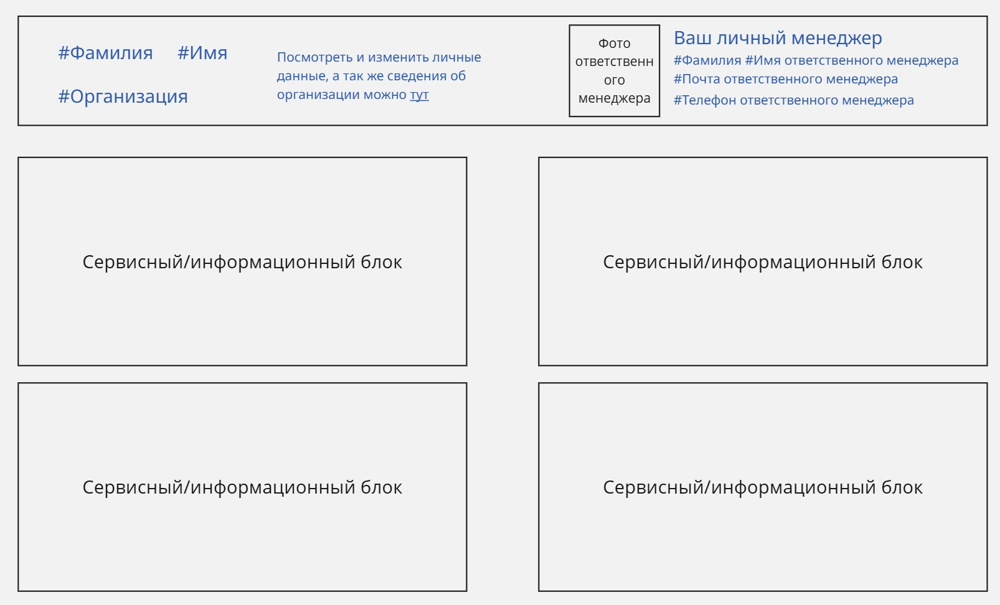 #Фамилия #Имя
#Организация
Посмотреть и изменить личные
данные, а так же сведения об
организации можно тут
Фото
ответственн
ого
менеджера
Ваш личный менеджер
#Фамилия #Имя ответственного менеджера
#Почта ответственного менеджера
#Телефон ответственного менеджера
Сервисный/информационный блок
Сервисный/информационный блок
Сервисный/информационный блок
Сервисный/информационный блок